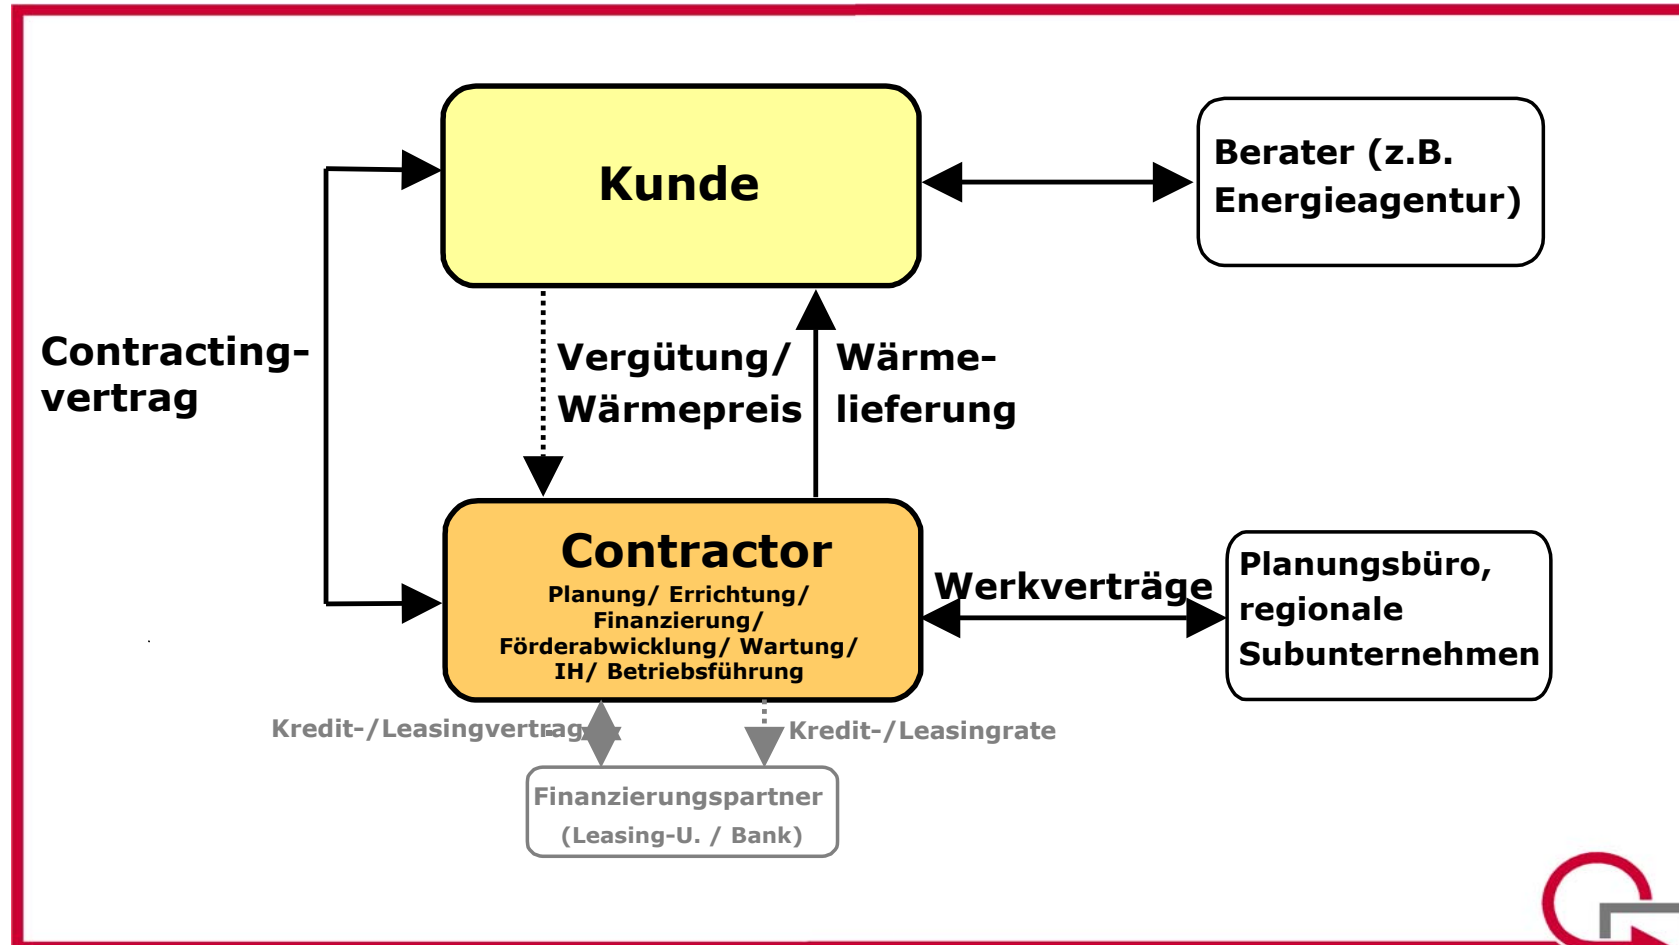 Kunde
Berater (z.B.
Energieagentur)
Contracting-
vertrag
Vergütung/
Wärmepreis
Wärme-
lieferung
Contractor
Planung/ Errichtung/
Finanzierung/
Förderabwicklung/ Wartung/
IH/ Betriebsführung
Werkverträge
Planungsbüro,
regionale
Subunternehmen
Kredit-/Leasingvertrag
Kredit-/Leasingrate
Finanzierungspartner
(Leasing-U. / Bank)